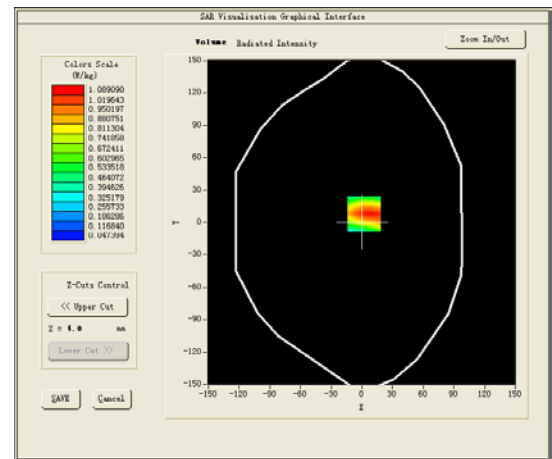 SAR Visualisation Graphical Interface
Volume Radiated Intensity
Zoom In/Out
Colors Scale
(W/kg)
1.089090
1.019643
0.950197
0.880751
0.811304
0.741858
0.672411
0.602965
0.533518
0.464072
0.394626
0.325179
0.255733
0.186286
0.116840
0.047394
150
120
90
60
30
0
-30
-60
-90
-120
-150
Y
-150 -120 -90 -60 -30 0 30 60 90 120 150
X
Z-Cuts Control
<< Upper Cut
Z = 4.0 mm
Lower Cut >>
SAVE Cancel